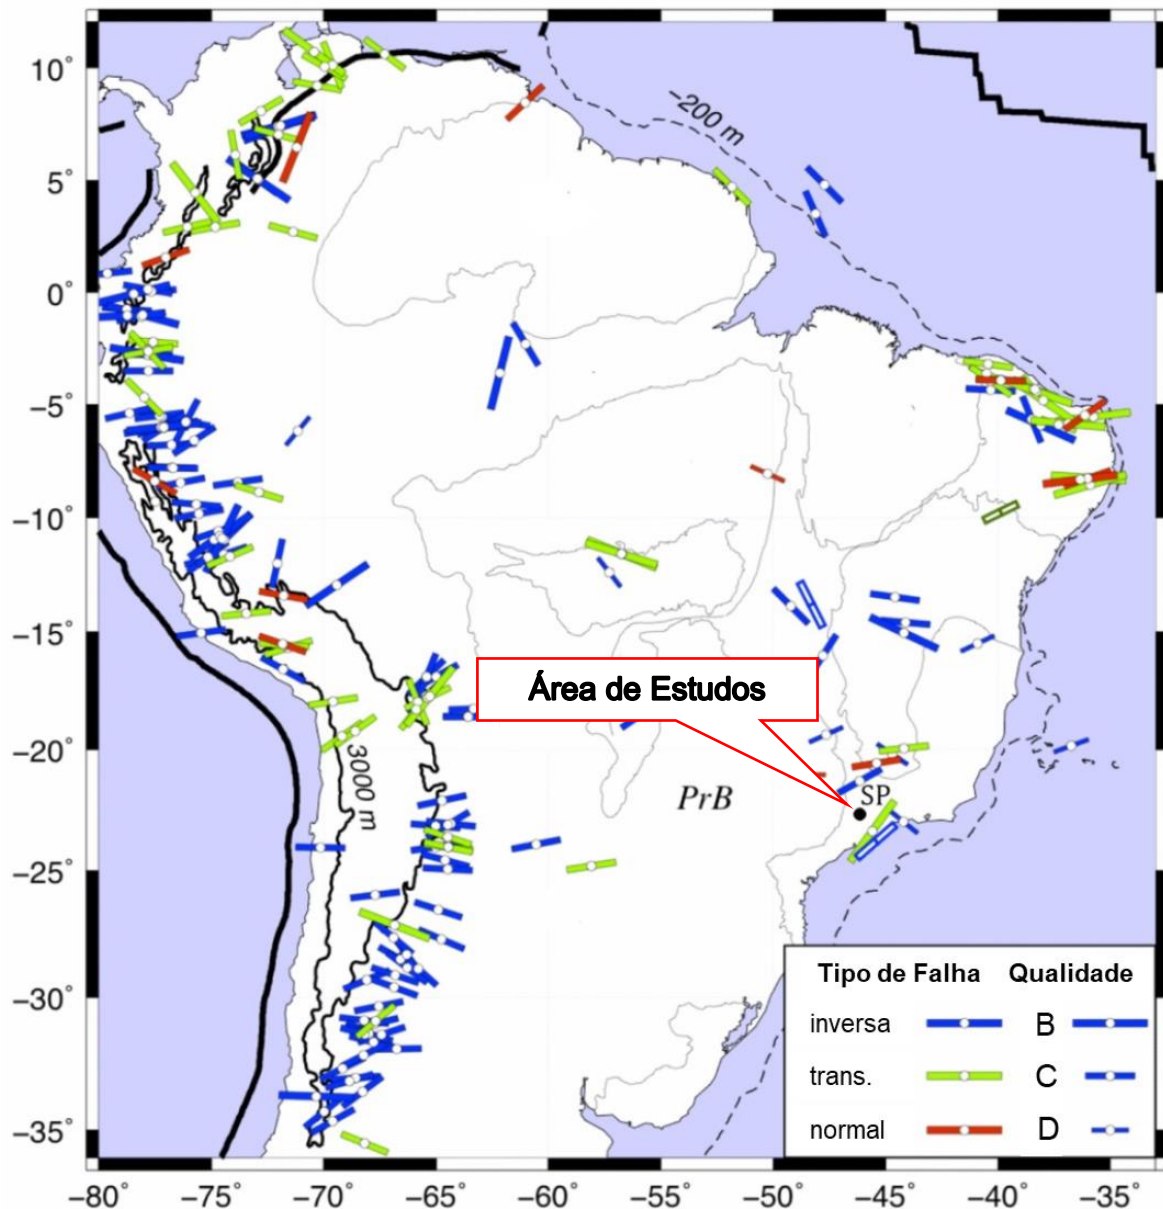 10°
5°
0°
−5°
−10°
−15°
−20°
−25°
−30°
−35°
−200 m
Área de Estudos
3000 m
PrB
SP
Tipo de Falha Qualidade
inversa B
trans. C
normal D
−80° −75° −70° −65° −60° −55° −50° −45° −40° −35°